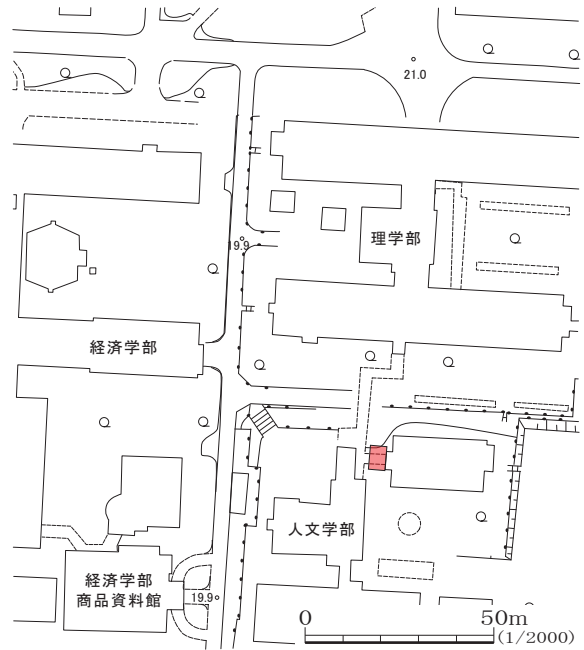 21.0
19.9
理学部
経済学部
人文学部
経済学部
商品資料館
19.9
0 50m
(1/2000)